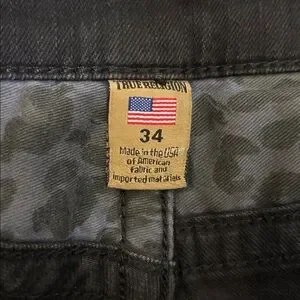 TRUE RELIGION
34
Made in the USA
of American
fabric and
imported materials